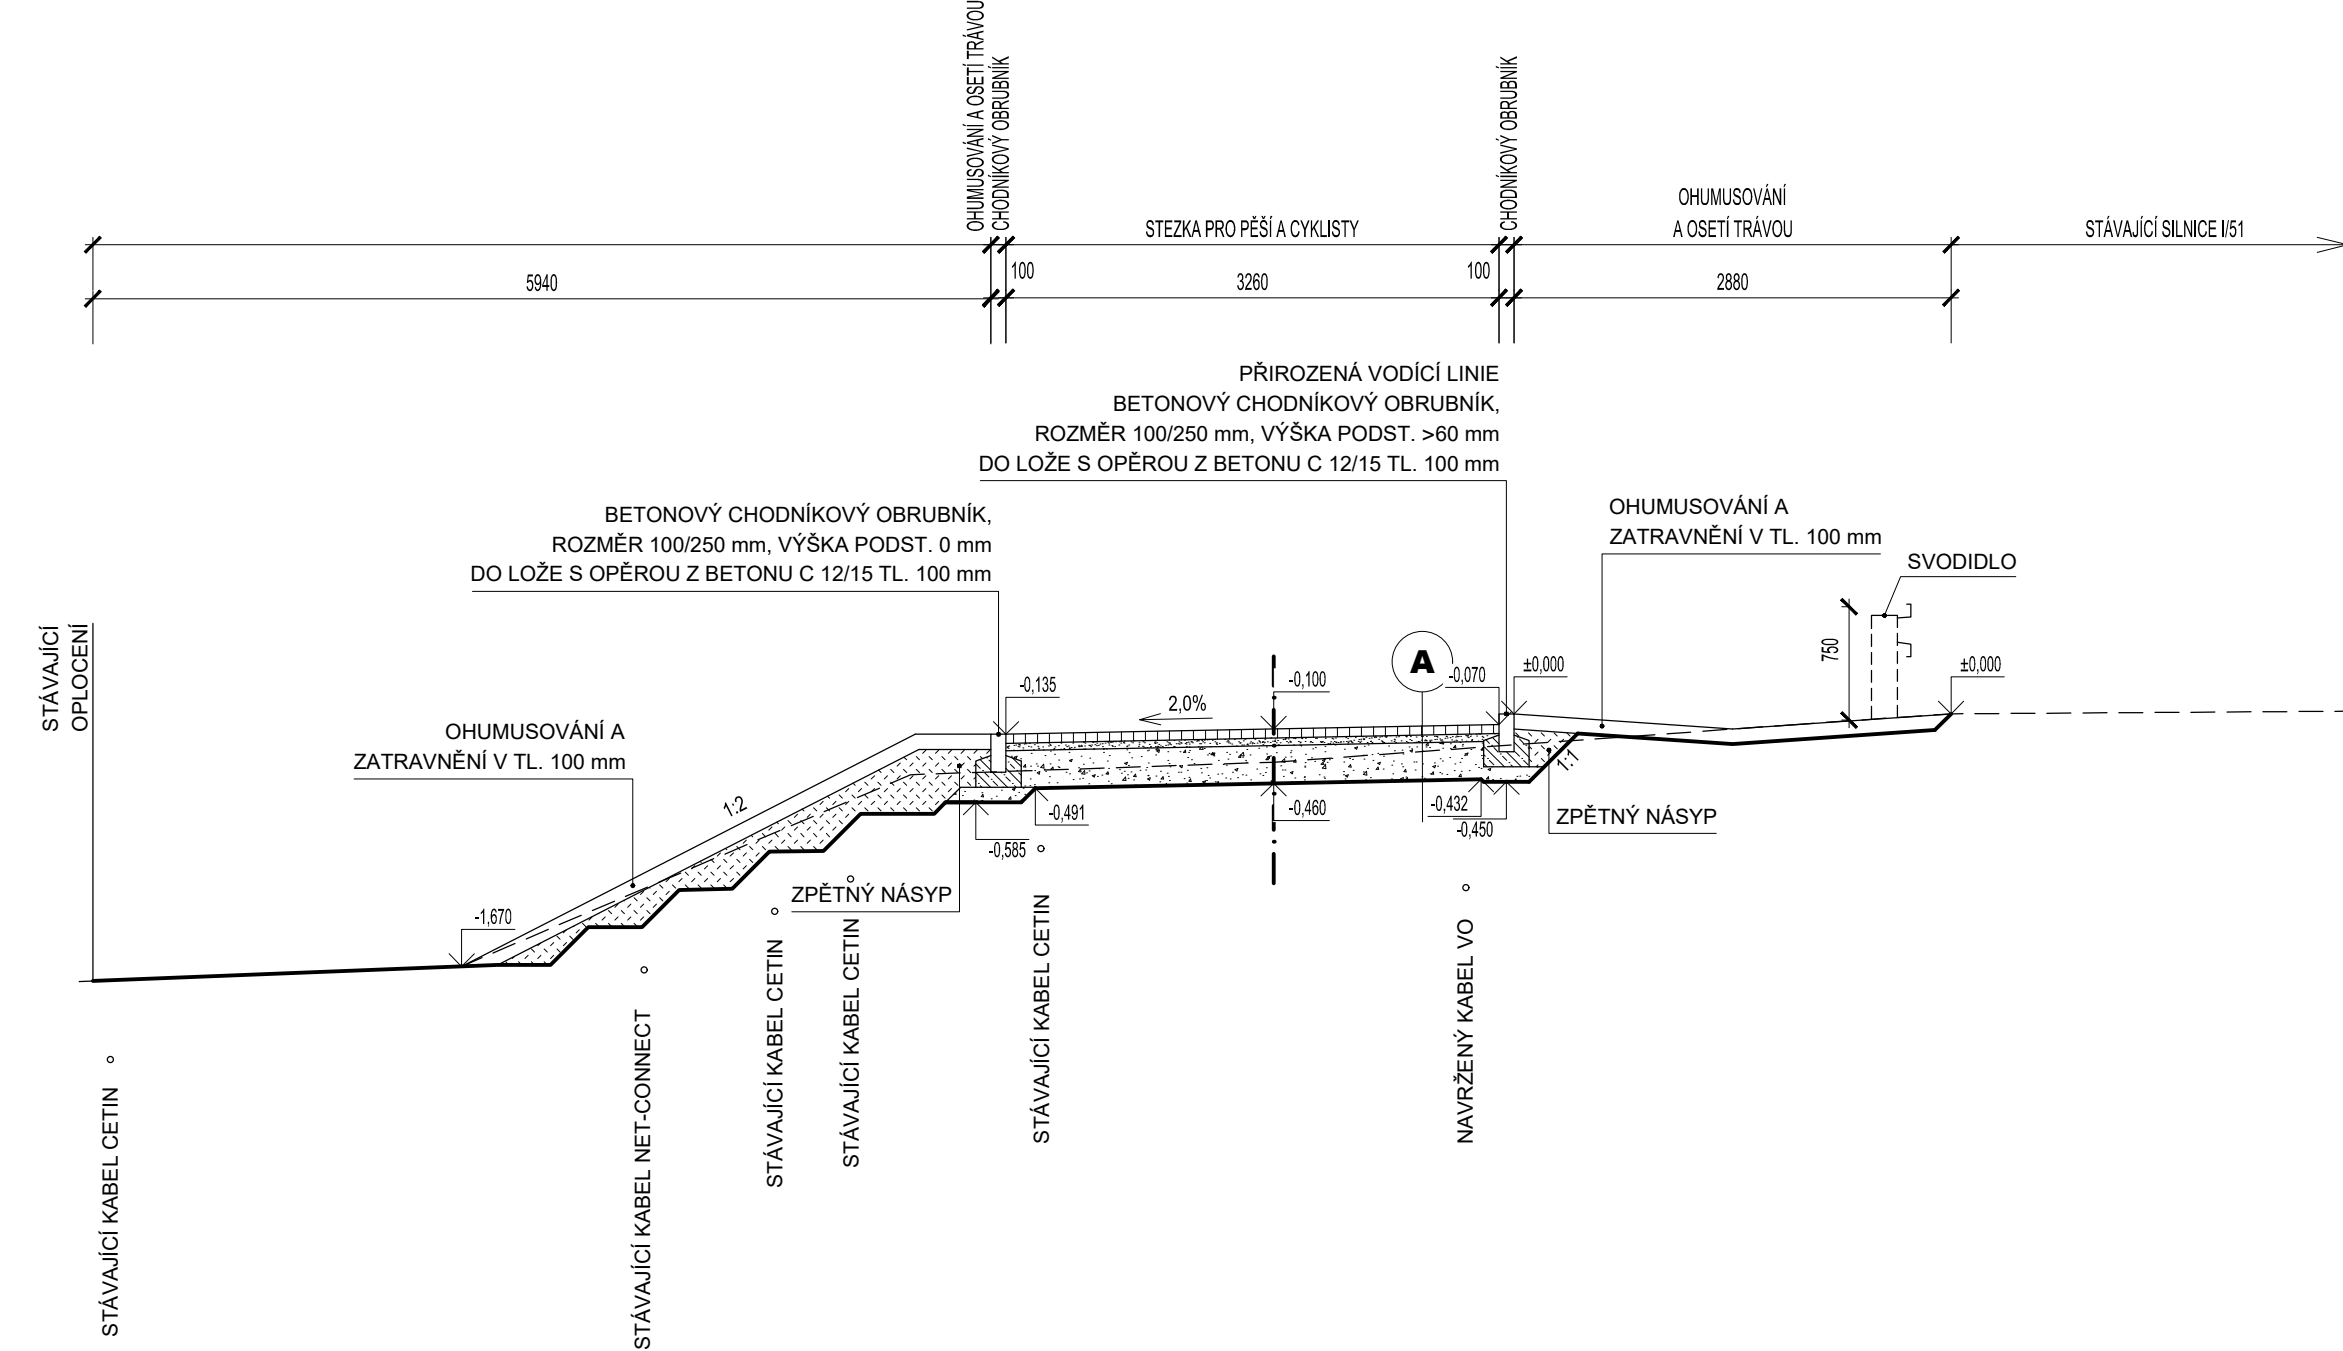 OHUMUSOVÁNÍ A OSETÍ TRÁVOU
CHODNÍKOVÝ OBRUBNÍK
CHODNÍKOVÝ OBRUBNÍK
STEZKA PRO PĚŠÍ A CYKLISTY
OHUMUSOVÁNÍ
A OSETÍ TRÁVOU
STÁVAJÍCÍ SILNICE I/51
5940
100
3260
100
2880
PŘIROZENÁ VODÍCÍ LINIE
BETONOVÝ CHODNÍKOVÝ OBRUBNÍK,
ROZMĚR 100/250 mm, VÝŠKA PODST. >60 mm
DO LOŽE S OPĚROU Z BETONU C 12/15 TL. 100 mm
BETONOVÝ CHODNÍKOVÝ OBRUBNÍK,
ROZMĚR 100/250 mm, VÝŠKA PODST. 0 mm
DO LOŽE S OPĚROU Z BETONU C 12/15 TL. 100 mm
OHUMUSOVÁNÍ A
ZATRAVNĚNÍ V TL. 100 mm
SVODIDLO
750
STÁVAJÍCÍ
OPLOCENÍ
OHUMUSOVÁNÍ A
ZATRAVNĚNÍ V TL. 100 mm
-0,135
2,0%
-0,100
A
-0,070
±0,000
±0,000
1:2
1:1
-0,491
-0,585
-0,460
-0,432
-0,450
ZPĚTNÝ NÁSYP
ZPĚTNÝ NÁSYP
-1,670
STÁVAJÍCÍ KABEL CETIN
STÁVAJÍCÍ KABEL NET-CONNECT
STÁVAJÍCÍ KABEL CETIN
STÁVAJÍCÍ KABEL CETIN
STÁVAJÍCÍ KABEL CETIN
NAVRŽENÝ KABEL VO